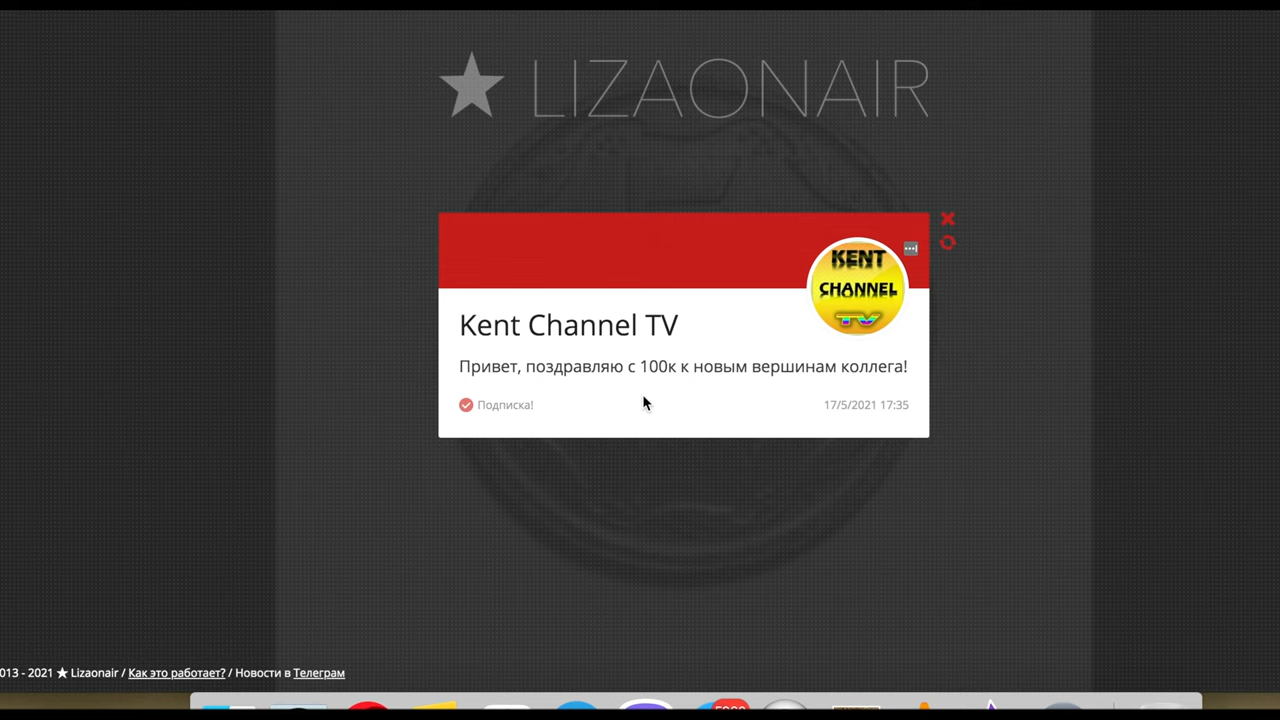 ★ LIZAONAIR
KENT
CHANNEL
TV
Kent Channel TV
Привет, поздравляю с 100к к новым вершинам коллега!
Подписка!
17/5/2021 17:35
013 - 2021 ★ Lizaonair / Как это работает? / Новости в Телеграм